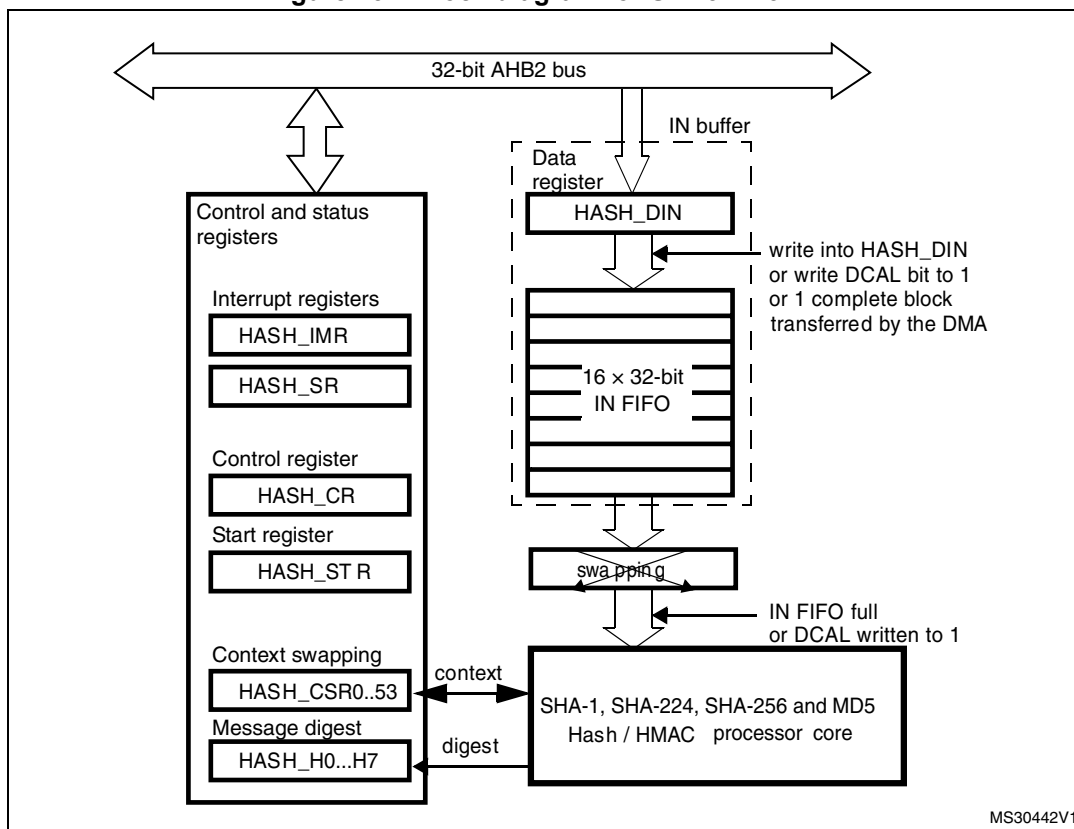 32-bit AHB2 bus
IN buffer
Data
register
HASH_DIN
write into HASH_DIN
or write DCAL bit to 1
or 1 complete block
transferred by the DMA
16 × 32-bit
IN FIFO
swapping
IN FIFO full
or DCAL written to 1
Control and status
registers
Interrupt registers
HASH_IMR
HASH_SR
Control register
HASH_CR
Start register
HASH_STR
Context swapping
HASH_CSR0..53
context
Message digest
HASH_H0...H7
digest
SHA-1, SHA-224, SHA-256 and MD5
Hash / HMAC processor core
MS30442V1